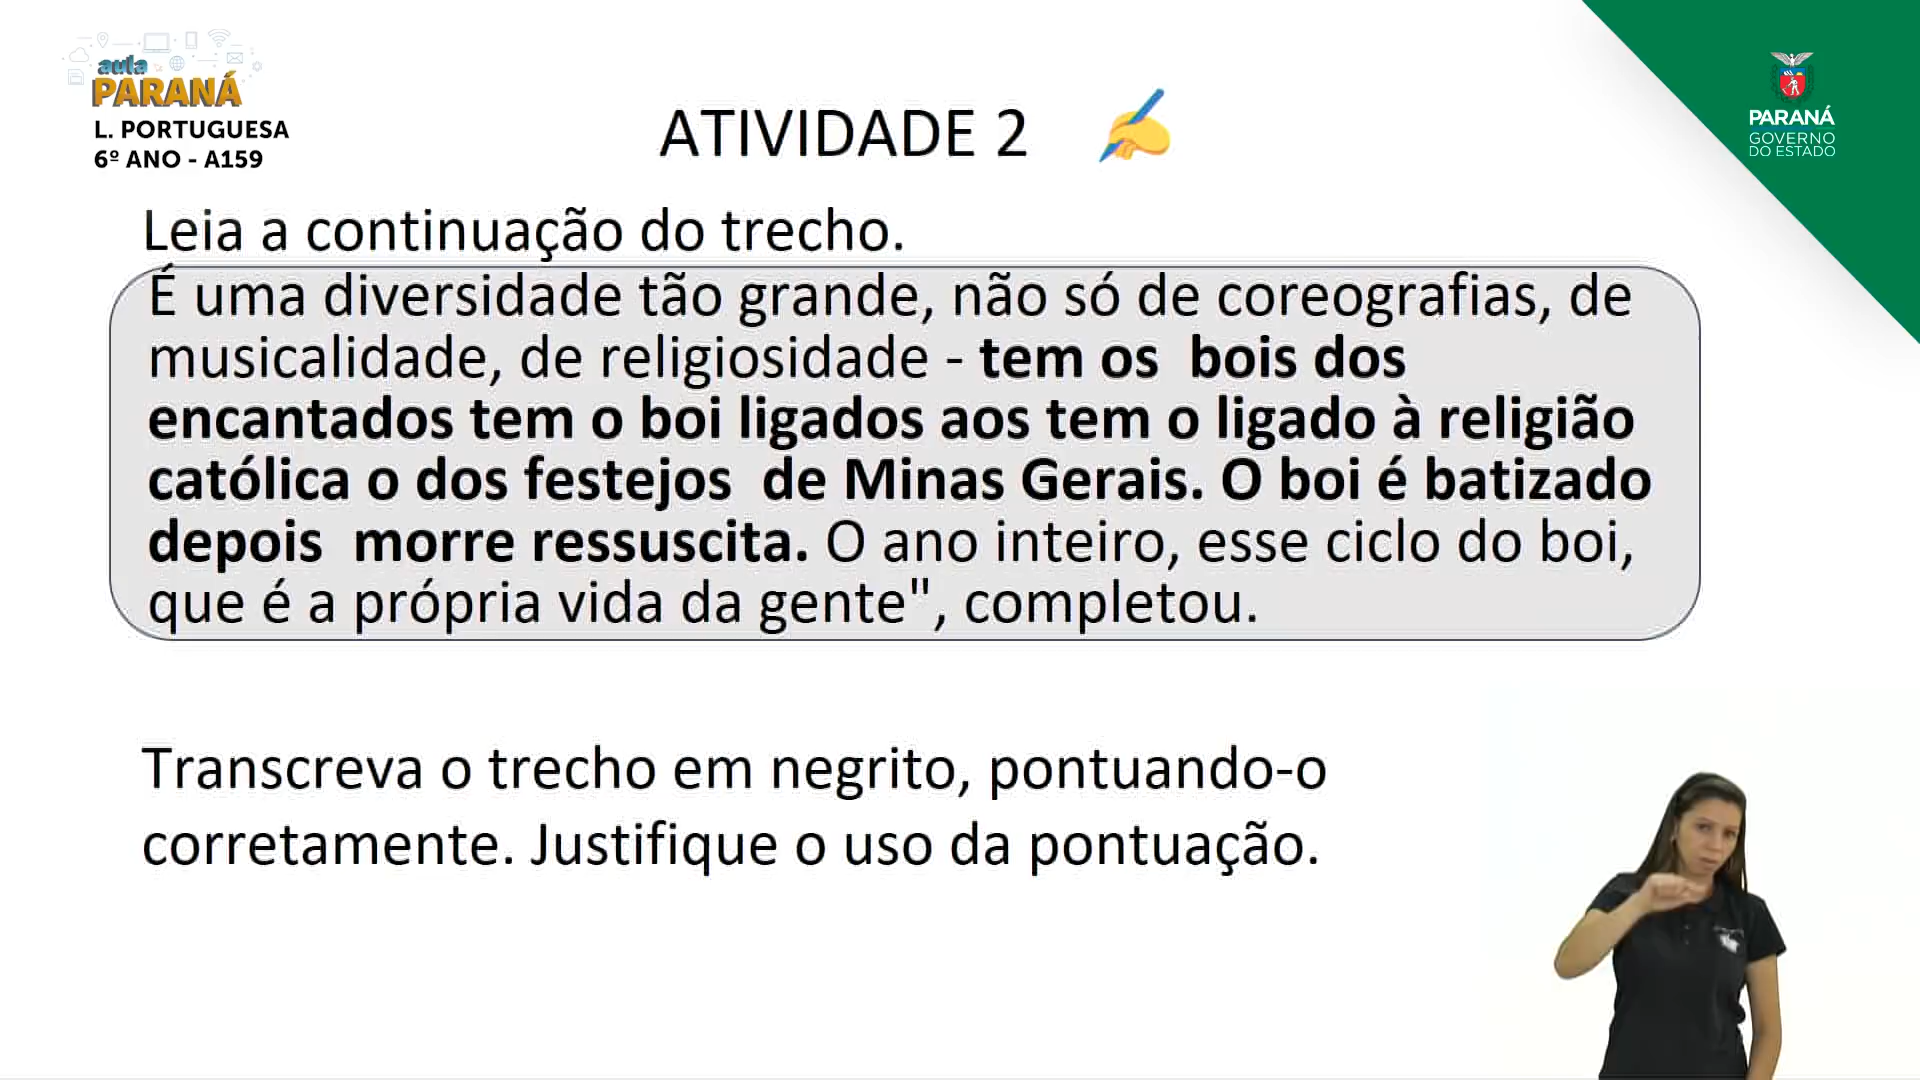 aula
PARANÁ
L. PORTUGUESA
6º ANO - A159
ATIVIDADE 2
PARANÁ
GOVERNO
DO ESTADO
Leia a continuação do trecho.
É uma diversidade tão grande, não só de coreografias, de
musicalidade, de religiosidade - tem os bois dos
encantados tem o boi ligados aos tem o ligado à religião
católica o dos festejos de Minas Gerais. O boi é batizado
depois morre ressuscita. O ano inteiro, esse ciclo do boi,
que é a própria vida da gente", completou.
Transcreva o trecho em negrito, pontuando-o
corretamente. Justifique o uso da pontuação.